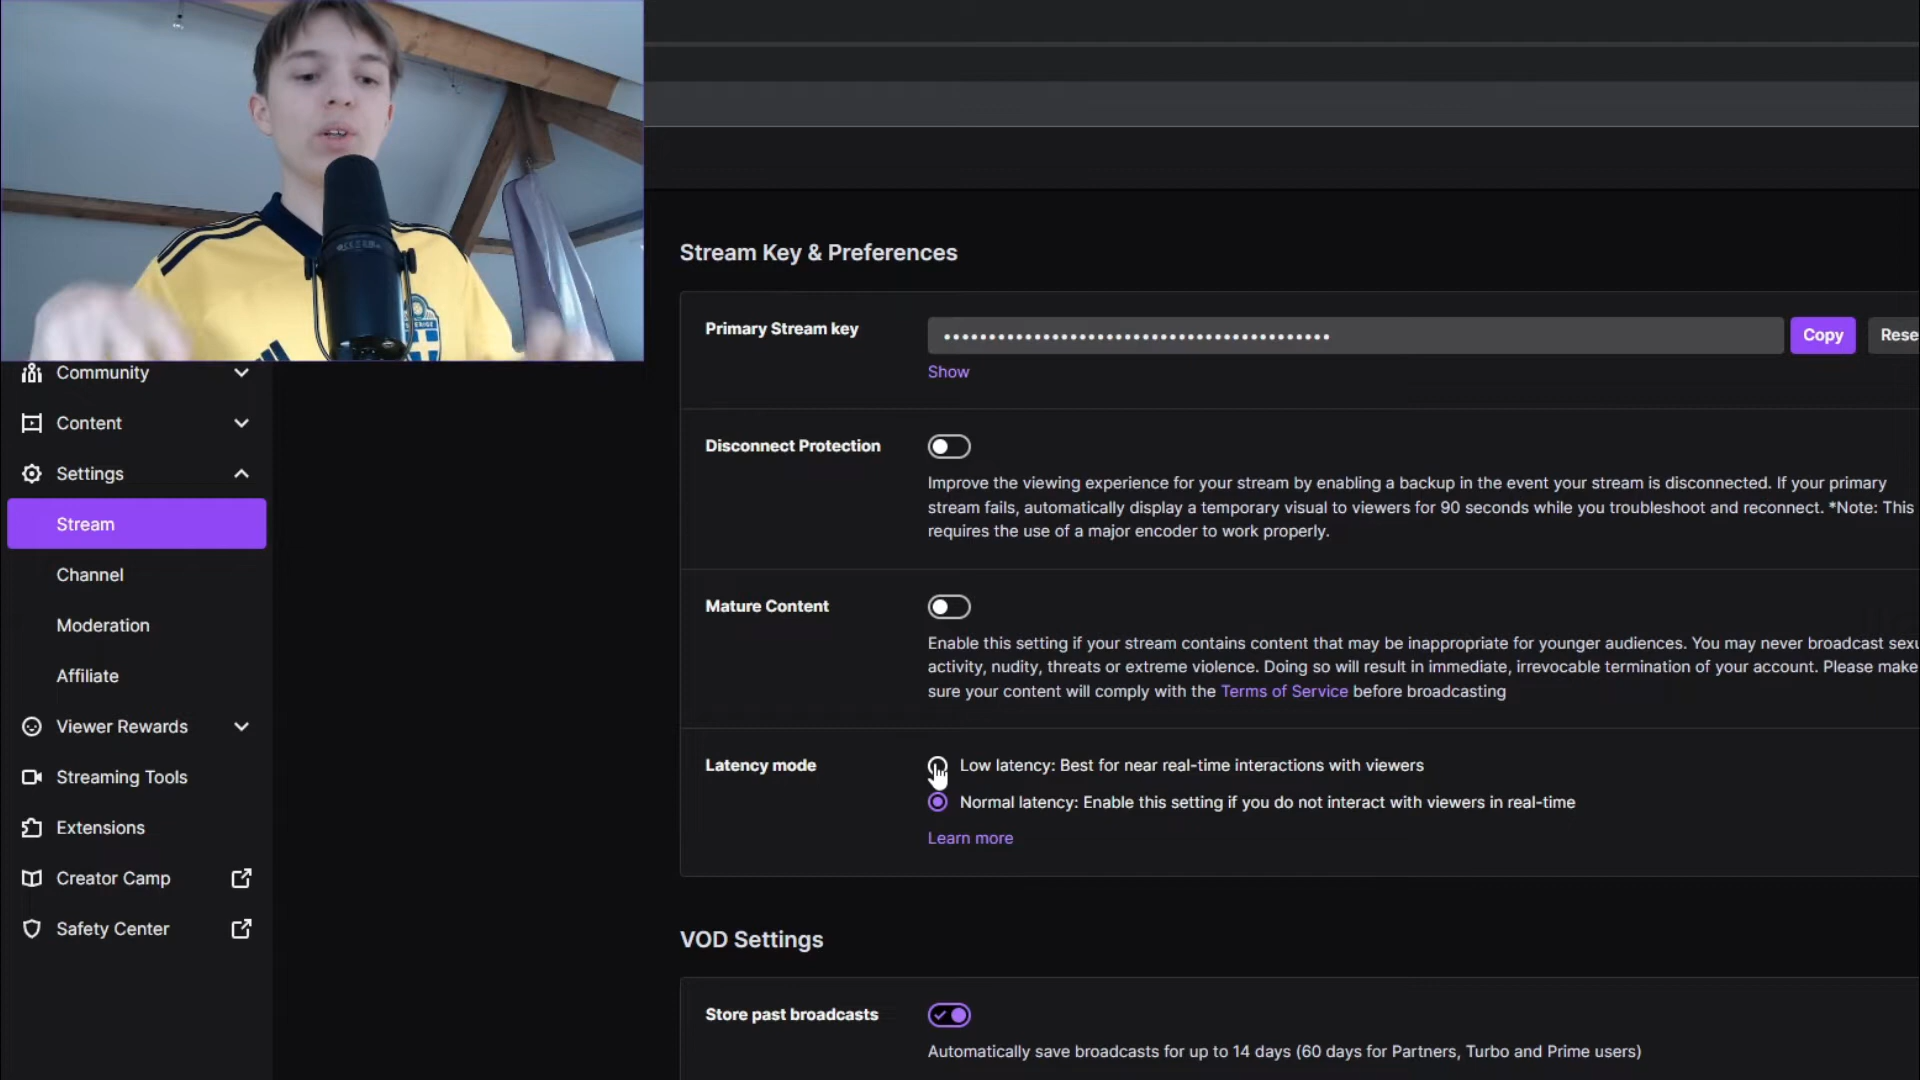 Stream Key & Preferences
Primary Stream key
Copy
Rese
Show
Disconnect Protection
Improve the viewing experience for your stream by enabling a backup in the event your stream is disconnected. If your primary
stream fails, automatically display a temporary visual to viewers for 90 seconds while you troubleshoot and reconnect. *Note: This
requires the use of a major encoder to work properly.
Mature Content
Enable this setting if your stream contains content that may be inappropriate for younger audiences. You may never broadcast sexu
activity, nudity, threats or extreme violence. Doing so will result in immediate, irrevocable termination of your account. Please make
sure your content will comply with the Terms of Service before broadcasting
Latency mode
Low latency: Best for near real-time interactions with viewers
Normal latency: Enable this setting if you do not interact with viewers in real-time
Learn more
VOD Settings
Store past broadcasts
Automatically save broadcasts for up to 14 days (60 days for Partners, Turbo and Prime users)
Community
Content
Settings
Stream
Channel
Moderation
Affiliate
Viewer Rewards
Streaming Tools
Extensions
Creator Camp
Safety Center